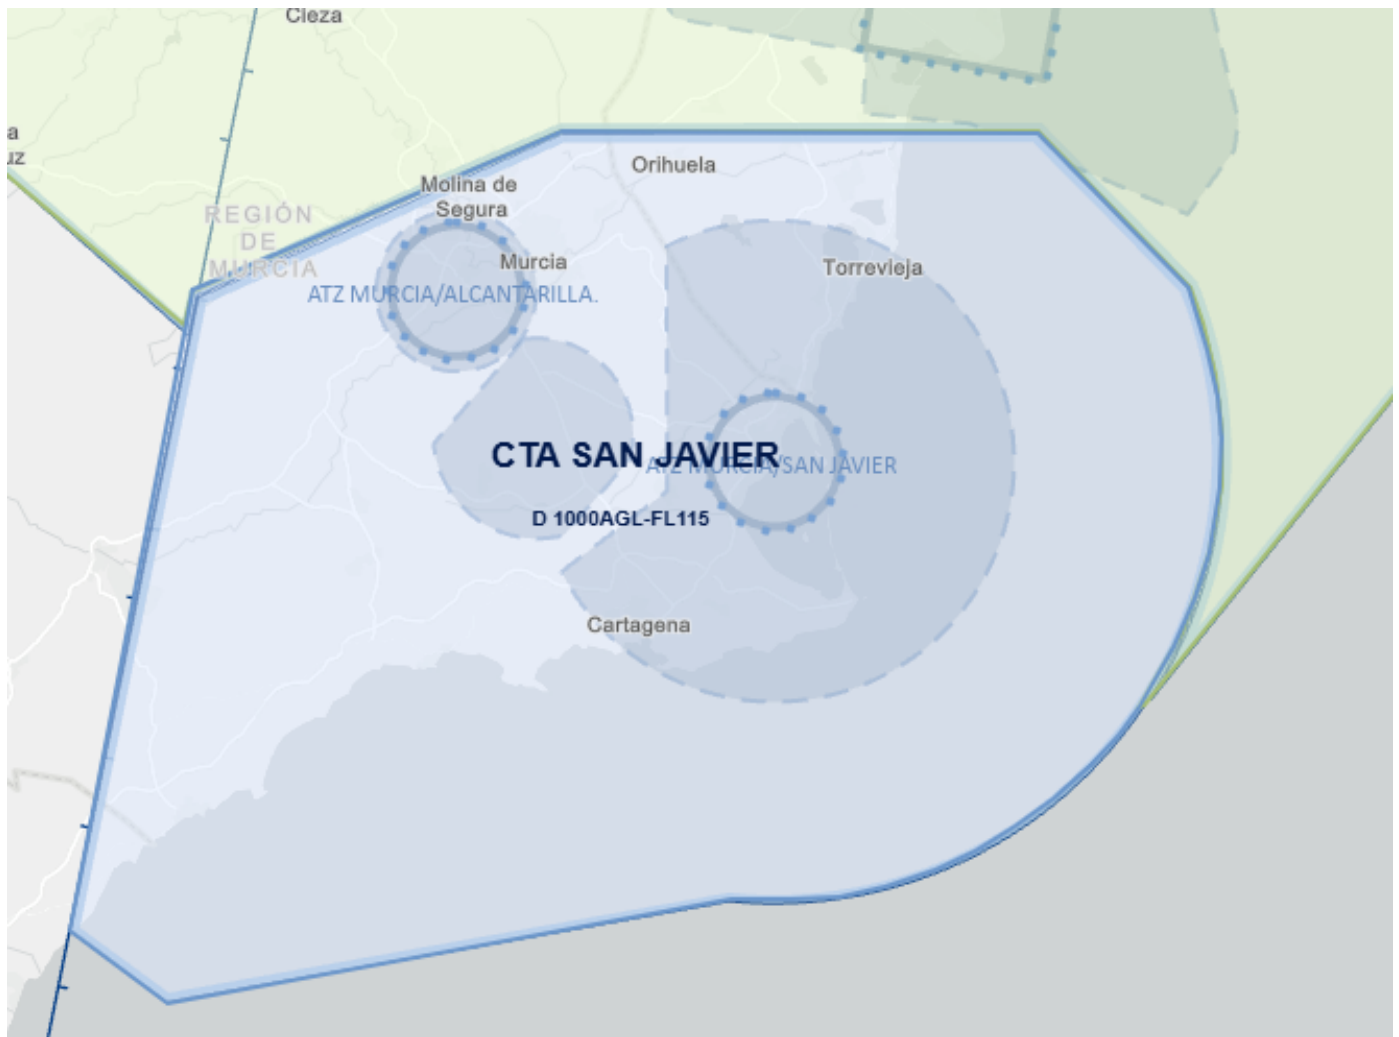 Cieza
a
uz
Orihuela
Molina de
Segura
REGIÓN
DE
MURCIA
Murcia
Torrevieja
ATZ MURCIA/ALCANTARILLA.
CTA SAN JAVIER
ATZ MURCIA/SAN JAVIER
D 1000AGL-FL115
Cartagena